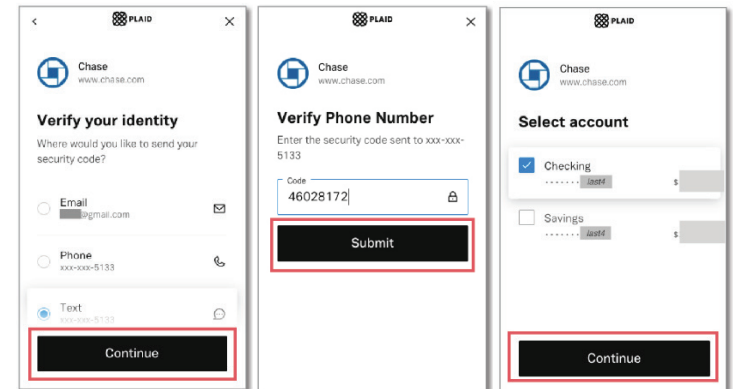 PLAID
Chase
www.chase.com
Verify your identity
Where would you like to send your
security code?
Email
@gmail.com
Phone
xxx-xxx-5133
Text
xxx-xxx-5133
Continue
PLAID
Chase
www.chase.com
Verify Phone Number
Enter the security code sent to xxx-xxx-
5133
Code
46028172
Submit
PLAID
Chase
www.chase.com
Select account
Checking
....... last4 $
Savings
....... last4 $
Continue